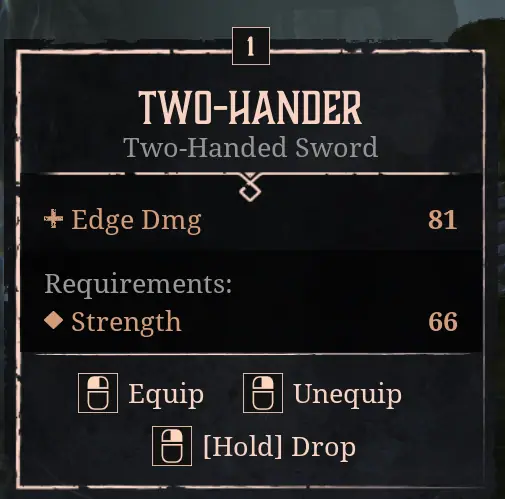 1
TWO-HANDER
Two-Handed Sword
Edge Dmg 81
Requirements:
Strength 66
Equip Unequip
[Hold] Drop